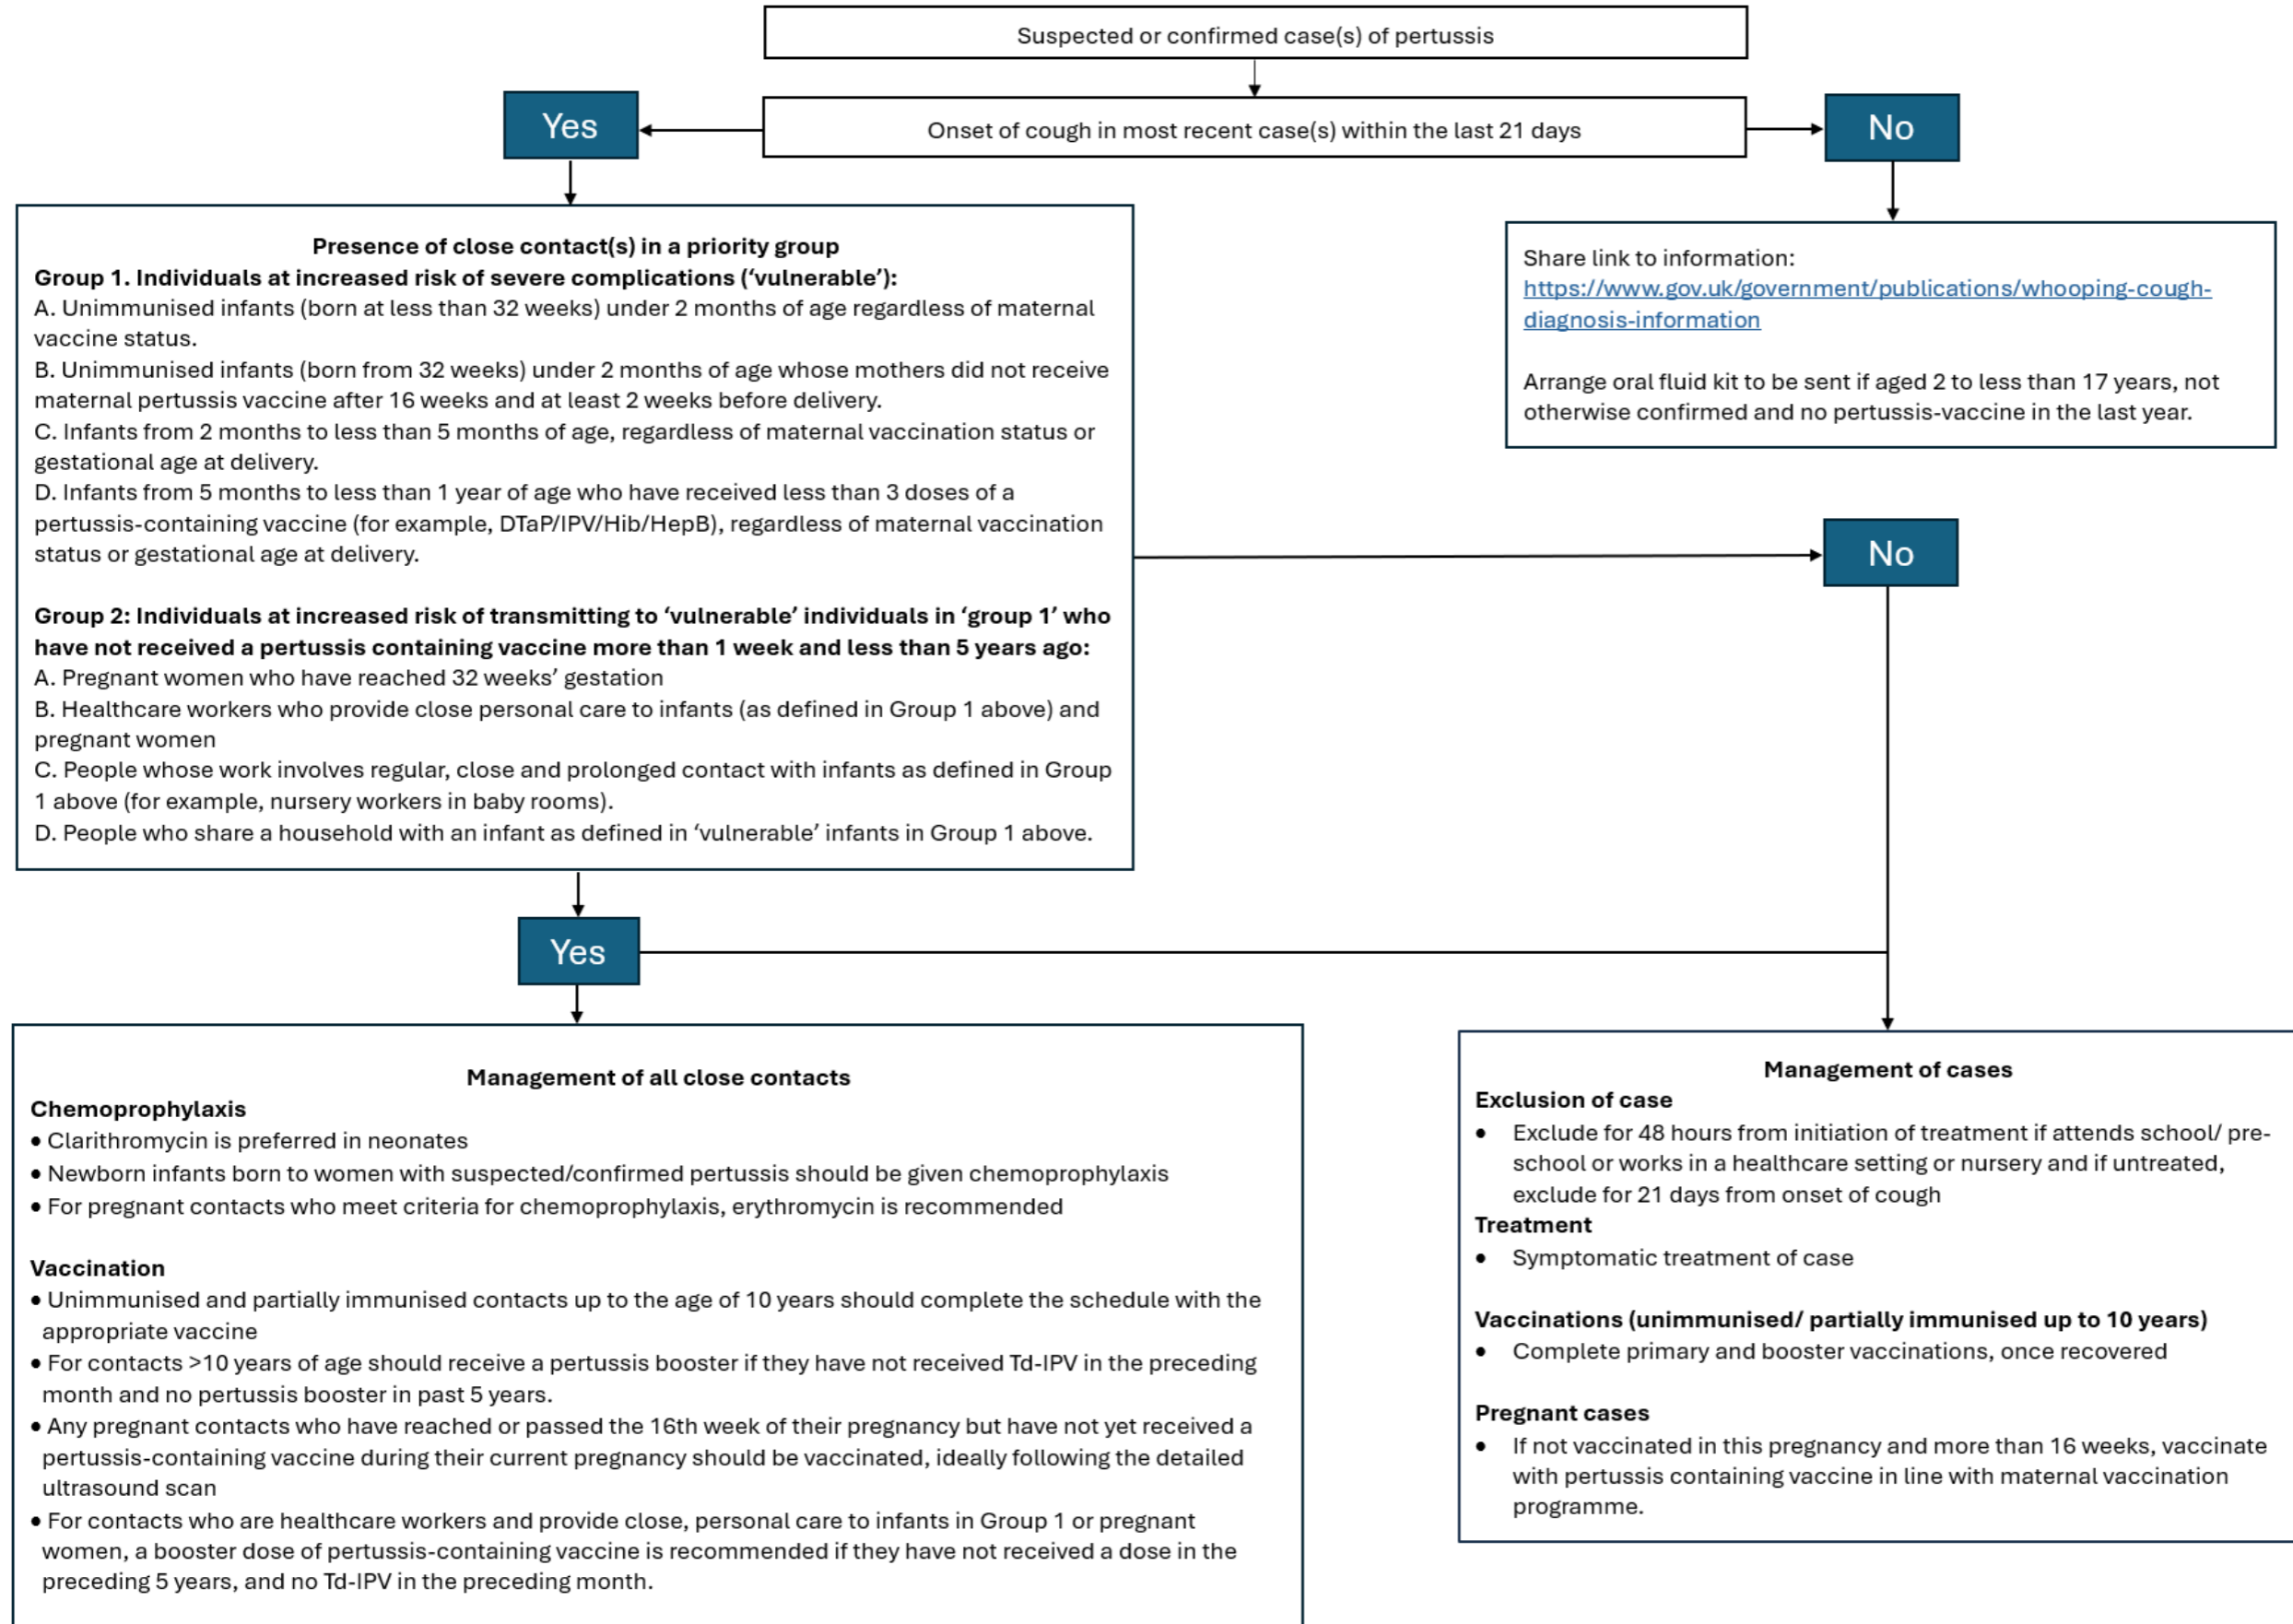 Suspected or confirmed case(s) of pertussis
Yes
Onset of cough in most recent case(s) within the last 21 days
No
Presence of close contact(s) in a priority group
Group 1. Individuals at increased risk of severe complications (‘vulnerable’):
A. Unimmunised infants (born at less than 32 weeks) under 2 months of age regardless of maternal
vaccine status.
B. Unimmunised infants (born from 32 weeks) under 2 months of age whose mothers did not receive
maternal pertussis vaccine after 16 weeks and at least 2 weeks before delivery.
C. Infants from 2 months to less than 5 months of age, regardless of maternal vaccination status or
gestational age at delivery.
D. Infants from 5 months to less than 1 year of age who have received less than 3 doses of a
pertussis-containing vaccine (for example, DTaP/IPV/Hib/HepB), regardless of maternal vaccination
status or gestational age at delivery.
Group 2: Individuals at increased risk of transmitting to ‘vulnerable’ individuals in ‘group 1’ who
have not received a pertussis containing vaccine more than 1 week and less than 5 years ago:
A. Pregnant women who have reached 32 weeks’ gestation
B. Healthcare workers who provide close personal care to infants (as defined in Group 1 above) and
pregnant women
C. People whose work involves regular, close and prolonged contact with infants as defined in Group
1 above (for example, nursery workers in baby rooms).
D. People who share a household with an infant as defined in ‘vulnerable’ infants in Group 1 above.
Share link to information:
https://www.gov.uk/government/publications/whooping-cough-
diagnosis-information
Arrange oral fluid kit to be sent if aged 2 to less than 17 years, not
otherwise confirmed and no pertussis-vaccine in the last year.
No
Yes
Management of all close contacts
Chemoprophylaxis
• Clarithromycin is preferred in neonates
• Newborn infants born to women with suspected/confirmed pertussis should be given chemoprophylaxis
• For pregnant contacts who meet criteria for chemoprophylaxis, erythromycin is recommended
Vaccination
• Unimmunised and partially immunised contacts up to the age of 10 years should complete the schedule with the
appropriate vaccine
• For contacts >10 years of age should receive a pertussis booster if they have not received Td-IPV in the preceding
month and no pertussis booster in past 5 years.
• Any pregnant contacts who have reached or passed the 16th week of their pregnancy but have not yet received a
pertussis-containing vaccine during their current pregnancy should be vaccinated, ideally following the detailed
ultrasound scan
• For contacts who are healthcare workers and provide close, personal care to infants in Group 1 or pregnant
women, a booster dose of pertussis-containing vaccine is recommended if they have not received a dose in the
preceding 5 years, and no Td-IPV in the preceding month.
Management of cases
Exclusion of case
• Exclude for 48 hours from initiation of treatment if attends school/ pre-
school or works in a healthcare setting or nursery and if untreated,
exclude for 21 days from onset of cough
Treatment
• Symptomatic treatment of case
Vaccinations (unimmunised/ partially immunised up to 10 years)
• Complete primary and booster vaccinations, once recovered
Pregnant cases
• If not vaccinated in this pregnancy and more than 16 weeks, vaccinate
with pertussis containing vaccine in line with maternal vaccination
programme.